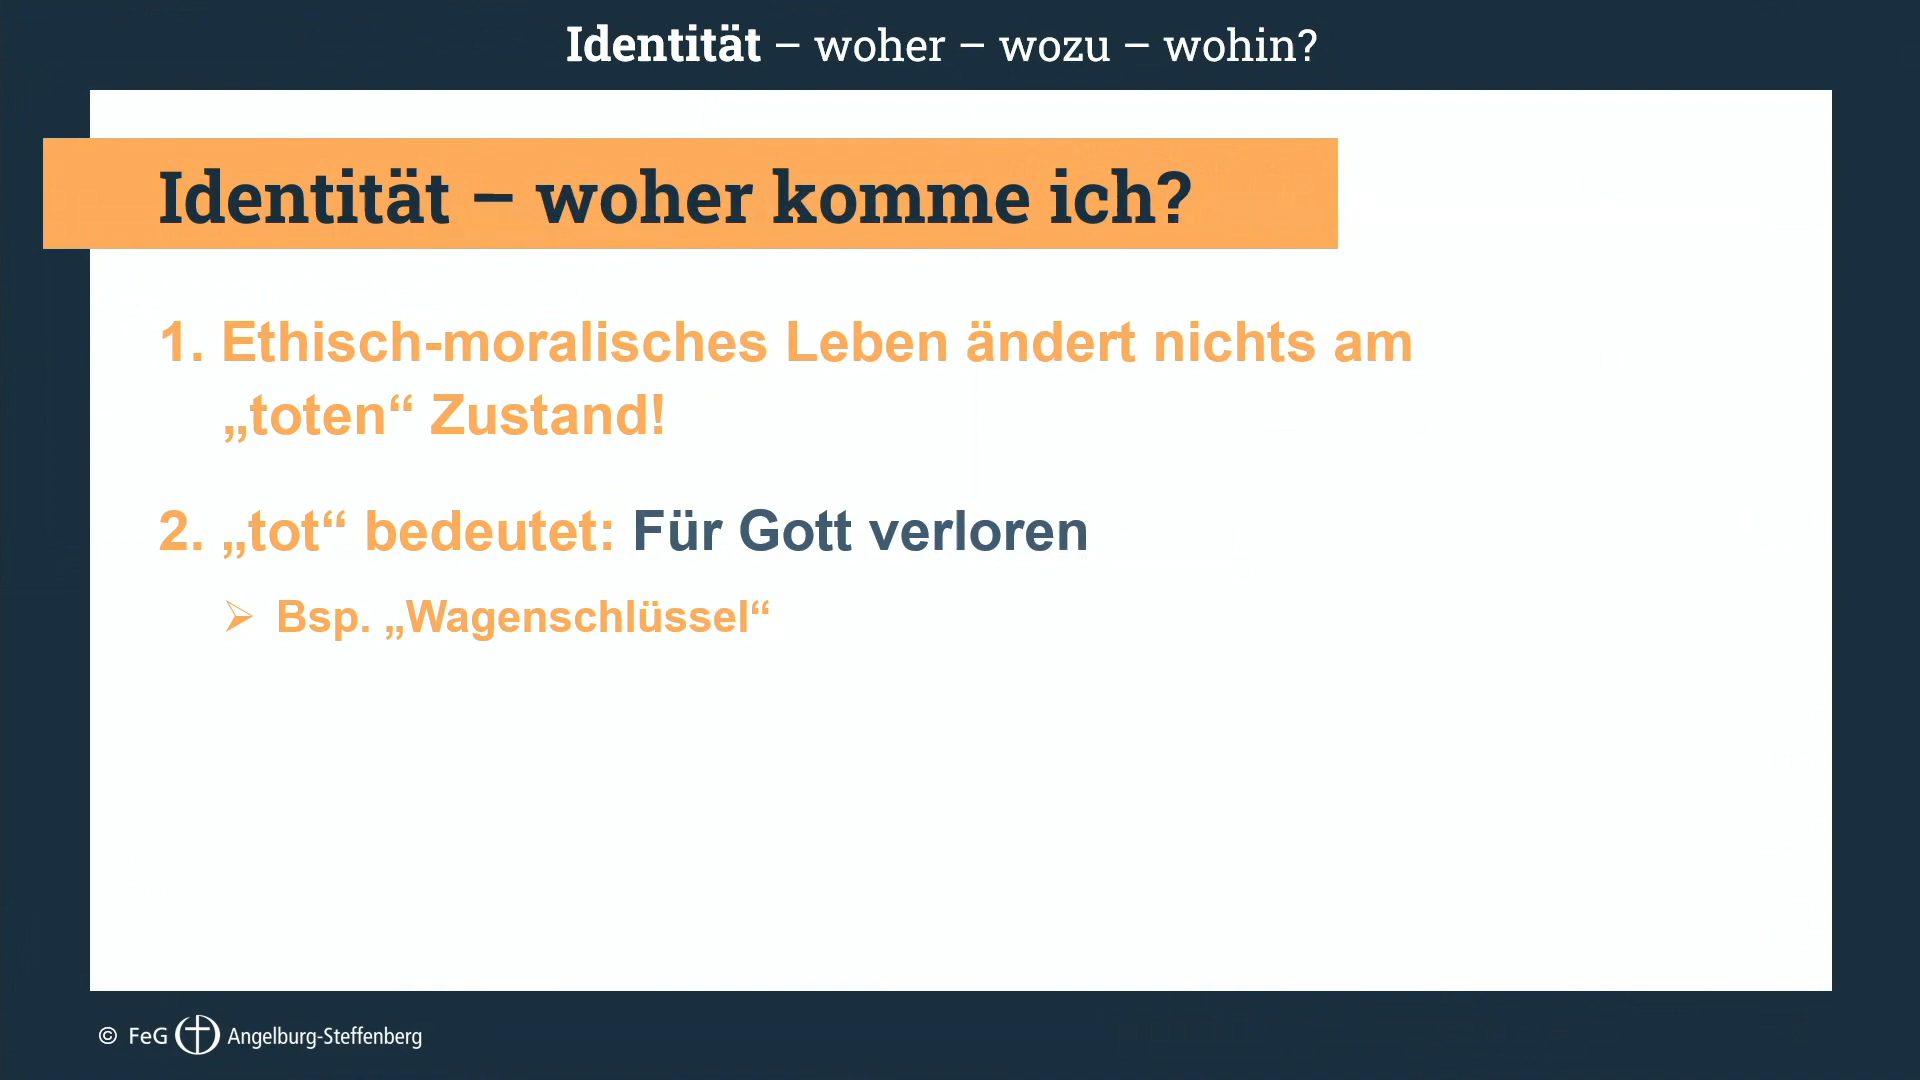 Identität – woher – wozu – wohin?
Identität – woher komme ich?
1. Ethisch-moralisches Leben ändert nichts am
„toten“ Zustand!
2. „tot“ bedeutet: Für Gott verloren
➢ Bsp. „Wagenschlüssel“
© FeG Angelburg-Steffenberg